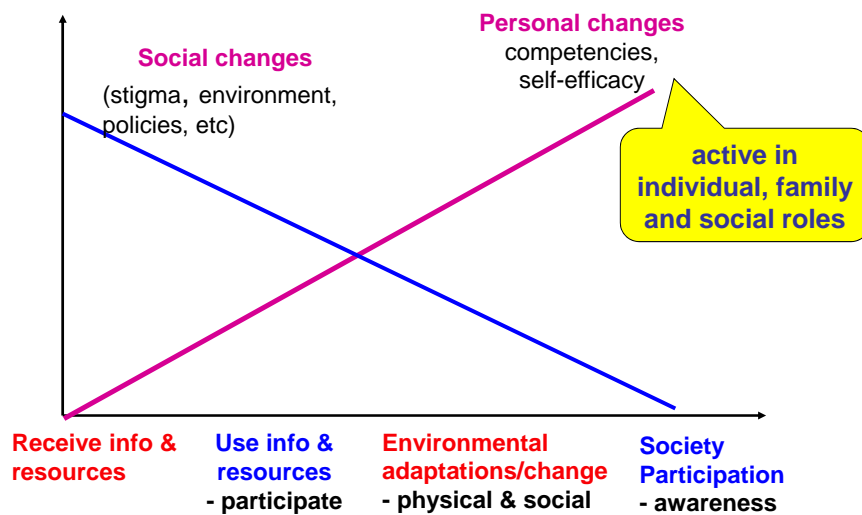 Social changes
(stigma, environment,
policies, etc)
Personal changes
competencies,
self-efficacy
active in
individual, family
and social roles
Receive info &
resources
Use info &
resources
- participate
Environmental
adaptations/change
- physical & social
Society
Participation
- awareness